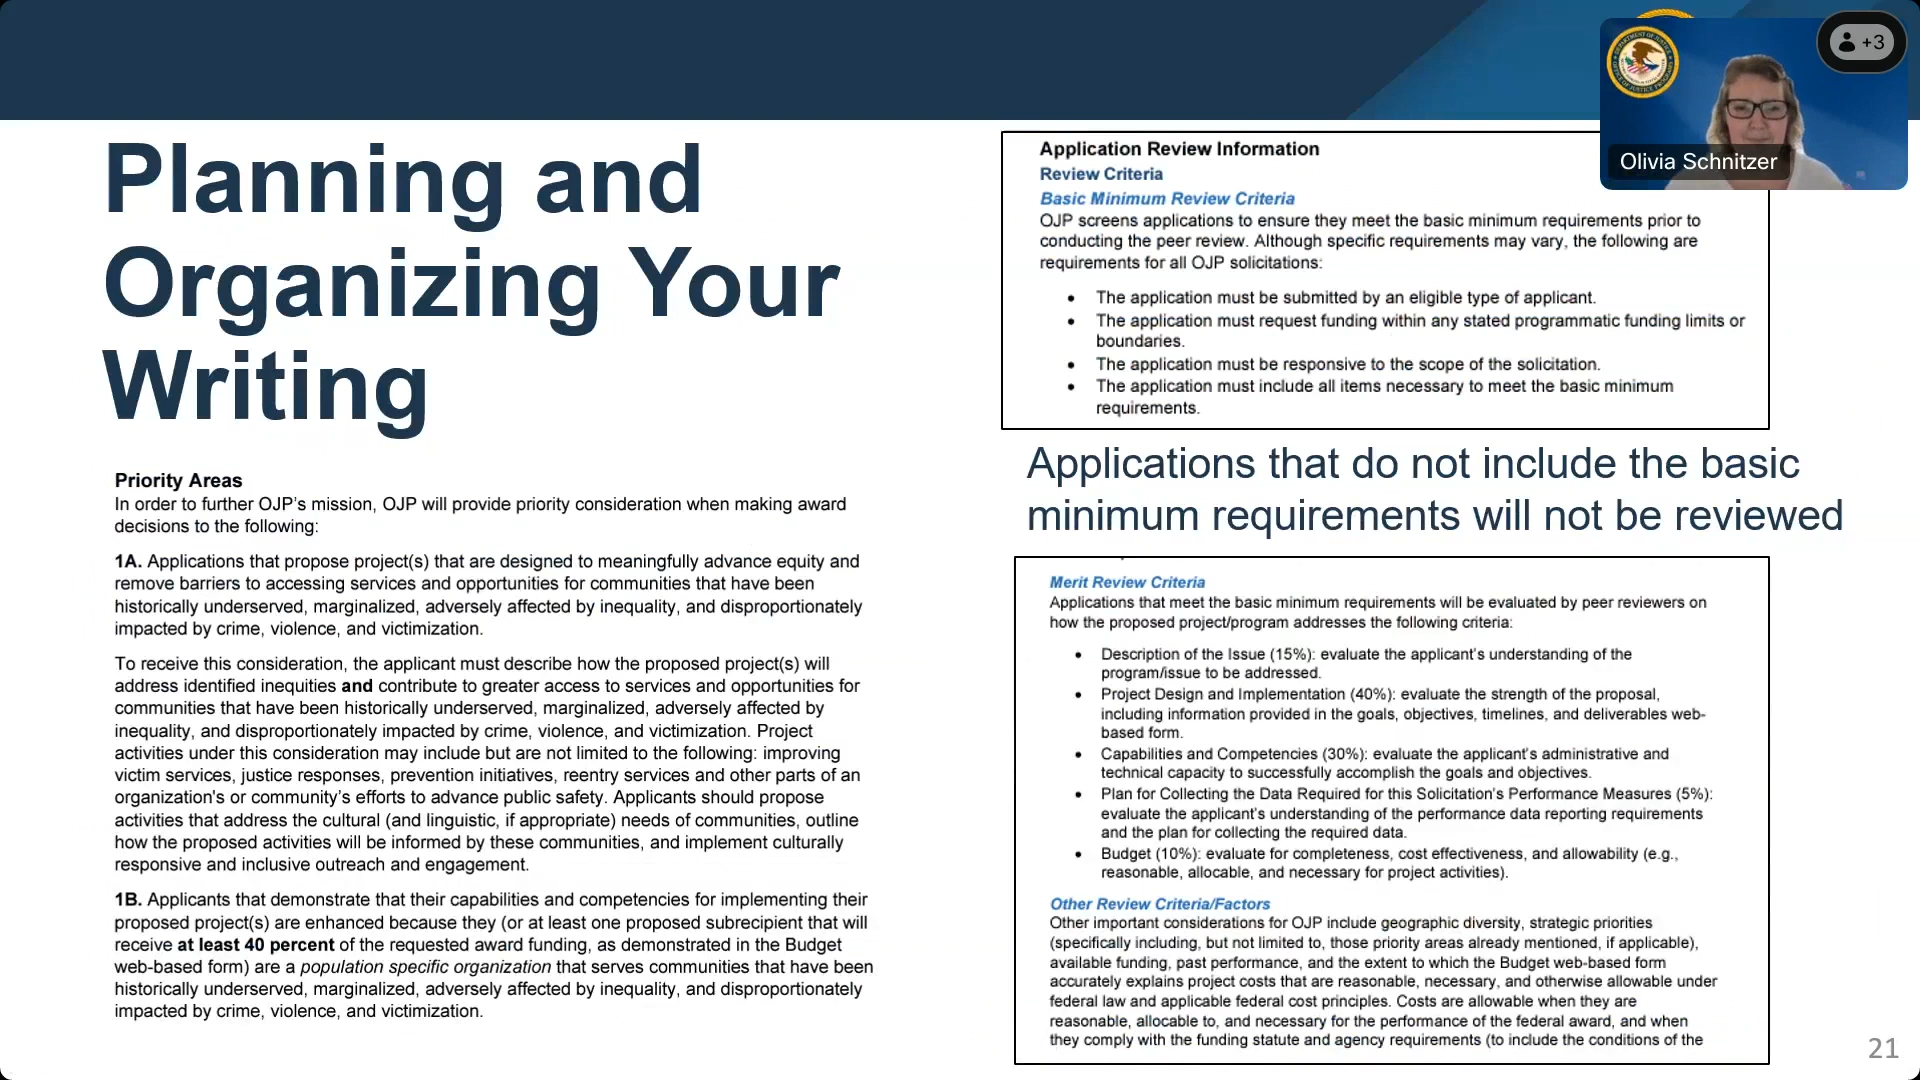 Planning and
Organizing Your
Writing
Priority Areas
In order to further OJP's mission, OJP will provide priority consideration when making award
decisions to the following:
1A. Applications that propose project(s) that are designed to meaningfully advance equity and
remove barriers to accessing services and opportunities for communities that have been
historically underserved, marginalized, adversely affected by inequality, and disproportionately
impacted by crime, violence, and victimization.
To receive this consideration, the applicant must describe how the proposed project(s) will
address identified inequities and contribute to greater access to services and opportunities for
communities that have been historically underserved, marginalized, adversely affected by
inequality, and disproportionately impacted by crime, violence, and victimization. Project
activities under this consideration may include but are not limited to the following: improving
victim services, justice responses, prevention initiatives, reentry services and other parts of an
organization's or community's efforts to advance public safety. Applicants should propose
activities that address the cultural (and linguistic, if appropriate) needs of communities, outline
how the proposed activities will be informed by these communities, and implement culturally
responsive and inclusive outreach and engagement.
1B. Applicants that demonstrate that their capabilities and competencies for implementing their
proposed project(s) are enhanced because they (or at least one proposed subrecipient that will
receive at least 40 percent of the requested award funding, as demonstrated in the Budget
web-based form) are a population specific organization that serves communities that have been
historically underserved, marginalized, adversely affected by inequality, and disproportionately
impacted by crime, violence, and victimization.
Application Review Information
Review Criteria
Basic Minimum Review Criteria
OJP screens applications to ensure they meet the basic minimum requirements prior to
conducting the peer review. Although specific requirements may vary, the following are
requirements for all OJP solicitations:
• The application must be submitted by an eligible type of applicant.
• The application must request funding within any stated programmatic funding limits or
boundaries.
• The application must be responsive to the scope of the solicitation.
• The application must include all items necessary to meet the basic minimum
requirements.
Applications that do not include the basic
minimum requirements will not be reviewed
Merit Review Criteria
Applications that meet the basic minimum requirements will be evaluated by peer reviewers on
how the proposed project/program addresses the following criteria:
• Description of the Issue (15%): evaluate the applicant's understanding of the
program/issue to be addressed.
• Project Design and Implementation (40%): evaluate the strength of the proposal,
including information provided in the goals, objectives, timelines, and deliverables web-
based form.
• Capabilities and Competencies (30%): evaluate the applicant's administrative and
technical capacity to successfully accomplish the goals and objectives.
• Plan for Collecting the Data Required for this Solicitation's Performance Measures (5%):
evaluate the applicant's understanding of the performance data reporting requirements
and the plan for collecting the required data.
• Budget (10%): evaluate for completeness, cost effectiveness, and allowability (e.g.,
reasonable, allocable, and necessary for project activities).
Other Review Criteria/Factors
Other important considerations for OJP include geographic diversity, strategic priorities
(specifically including, but not limited to, those priority areas already mentioned, if applicable),
available funding, past performance, and the extent to which the Budget web-based form
accurately explains project costs that are reasonable, necessary, and otherwise allowable under
federal law and applicable federal cost principles. Costs are allowable when they are
reasonable, allocable to, and necessary for the performance of the federal award, and when
they comply with the funding statute and agency requirements (to include the conditions of the
+3
Olivia Schnitzer
21